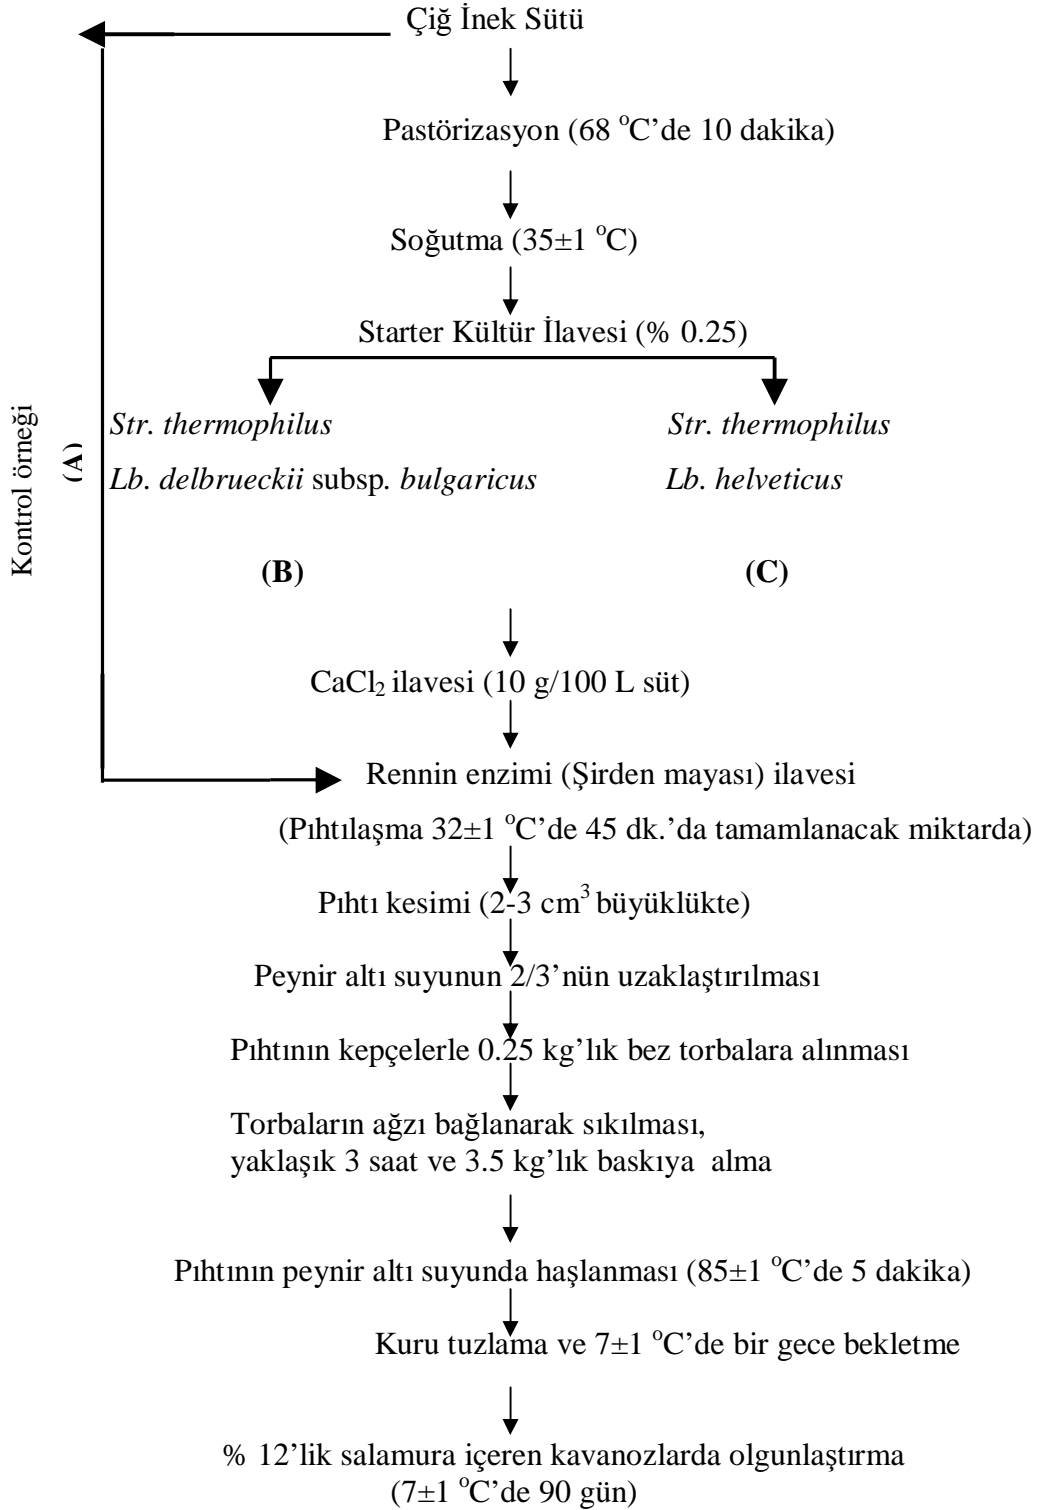 Çiğ İnek Sütü
Pastörizasyon (68 °C’de 10 dakika)
Soğutma (35±1 °C)
Starter Kültür İlavesi (% 0.25)
Kontrol örneği
(A)
Str. thermophilus
Lb. delbrueckii subsp. bulgaricus
(B)
Str. thermophilus
Lb. helveticus
(C)
CaCl₂ ilavesi (10 g/100 L süt)
Rennin enzimi (Şirden mayası) ilavesi
(Pıhtılaşma 32±1 °C’de 45 dk.’da tamamlanacak miktarda)
Pıhtı kesimi (2-3 cm³ büyüklükte)
Peynir altı suyunun 2/3’nün uzaklaştırılması
Pıhtının kepçelerle 0.25 kg’lık bez torbalara alınması
Torbaların ağzı bağlanarak sıkılması,
yaklaşık 3 saat ve 3.5 kg’lık baskıya alma
Pıhtının peynir altı suyunda haşlanması (85±1 °C’de 5 dakika)
Kuru tuzlama ve 7±1 °C’de bir gece bekletme
% 12’lik salamura içeren kavanozlarda olgunlaştırma
(7±1 °C’de 90 gün)